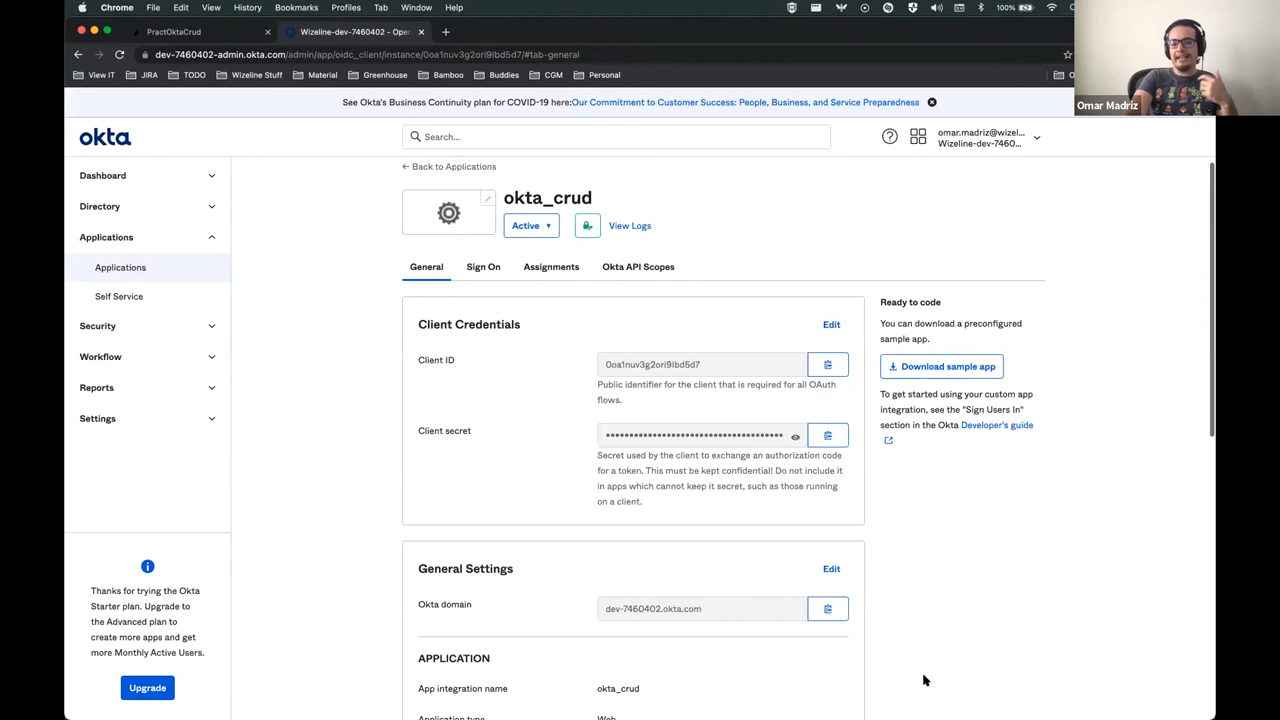 Chrome File Edit View History Bookmarks Profiles Tab Window Help 100%
PractOktaCrud
Wizeline-dev-7460402 - Oper
dev-7460402-admin.okta.com/admin/app/oidc_client/instance/0oa1nuv3g2ori9lbd5d7/#tab-general
View IT JIRA TODO Wizeline Stuff Material Greenhouse Bamboo Buddies CGM Personal
Omar Madriz
See Okta's Business Continuity plan for COVID-19 here:Our Commitment to Customer Success: People, Business, and Service Preparedness
okta
Search...
omar.madriz@wizel...
Wizeline-dev-7460...
Dashboard
Directory
Applications
Applications
Self Service
Security
Workflow
Reports
Settings
Thanks for trying the Okta
Starter plan. Upgrade to
the Advanced plan to
create more apps and get
more Monthly Active Users.
Upgrade
← Back to Applications
okta_crud
Active
View Logs
General Sign On Assignments Okta API Scopes
Client Credentials
Edit
Client ID
0oa1nuv3g2ori9lbd5d7
Public identifier for the client that is required for all OAuth
flows.
Client secret
••••••••••••••••••••••••••••••••••••••••
Secret used by the client to exchange an authorization code
for a token. This must be kept confidential! Do not include it
in apps which cannot keep it secret, such as those running
on a client.
General Settings
Edit
Okta domain
dev-7460402.okta.com
APPLICATION
App integration name
okta_crud
Application type
Web
Ready to code
You can download a preconfigured
sample app.
Download sample app
To get started using your custom app
integration, see the "Sign Users In"
section in the Okta Developer's guide